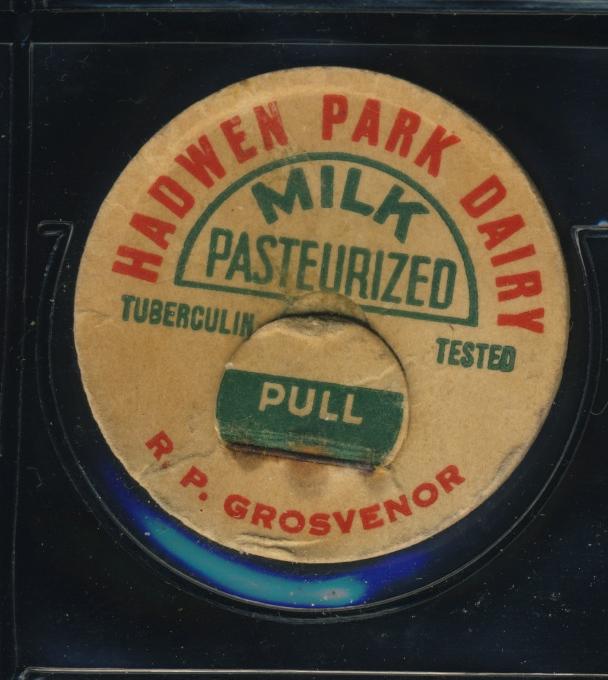 HADWEN PARK DAIRY
MILK
PASTEURIZED
TUBERCULIN TESTED
PULL
R. P. GROSVENOR